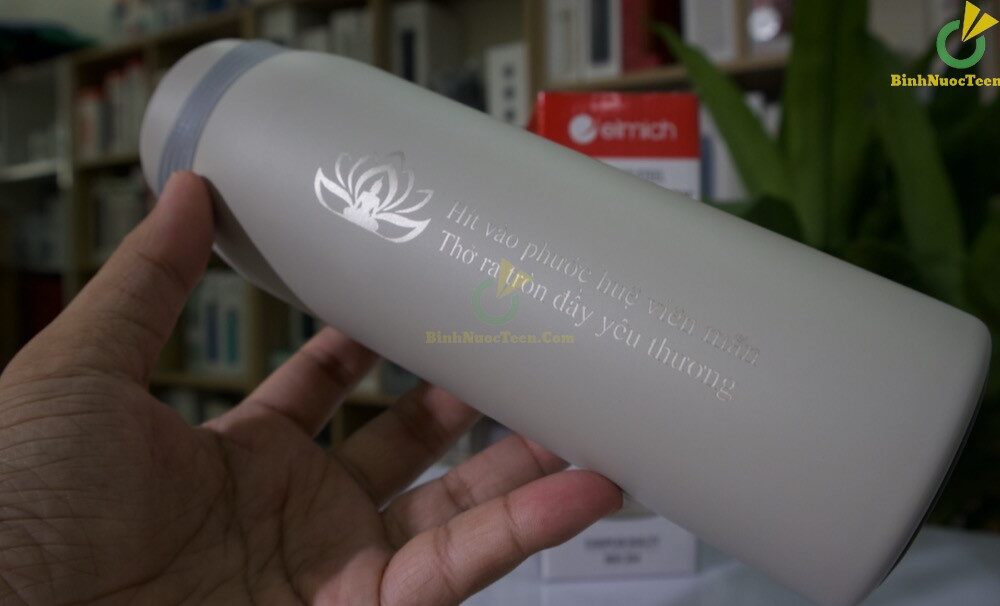 BinhNuocTeen
elmich
Hít vào phước huệ viên mãn
Thở ra tròn đầy yêu thương
BinhNuocTeen.Com